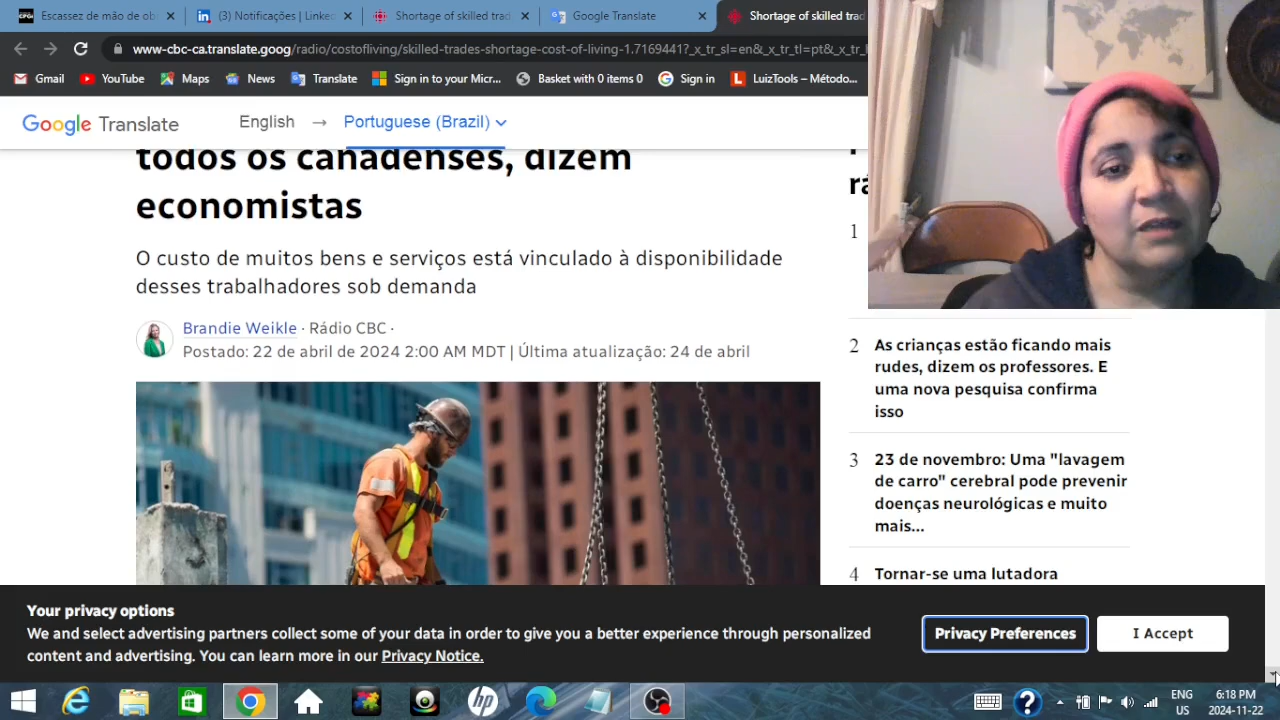 CPGI
Escassez de mão de ob
(3) Notificações | Linke
Shortage of skilled trad
Google Translate
Shortage of skilled
www-cbc-ca.translate.goog/radio/costofliving/skilled-trades-shortage-cost-of-living-1.7169441?_x_tr_sl=en&_x_tr_tl=pt&_x_tr_
Gmail YouTube Maps News Translate Sign in to your Micr... Basket with 0 items 0 Sign in LuizTools – Método...
Google Translate English → Portuguese (Brazil)
todos os canadenses, dizem
economistas
O custo de muitos bens e serviços está vinculado à disponibilidade
desses trabalhadores sob demanda
Brandie Weikle · Rádio CBC ·
Postado: 22 de abril de 2024 2:00 AM MDT | Última atualização: 24 de abril
1
2 As crianças estão ficando mais
rudes, dizem os professores. E
uma nova pesquisa confirma
isso
3 23 de novembro: Uma "lavagem
de carro" cerebral pode prevenir
doenças neurológicas e muito
mais...
4 Tornar-se uma lutadora
Your privacy options
We and select advertising partners collect some of your data in order to give you a better experience through personalized
content and advertising. You can learn more in our Privacy Notice.
Privacy Preferences
I Accept
hp
ENG
US
6:18 PM
2024-11-22